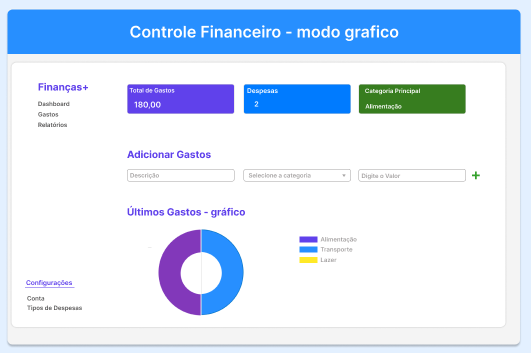 Controle Financeiro - modo grafico
Finanças+
Dashboard
Gastos
Relatórios
Total de Gastos
180,00
Despesas
2
Categoria Principal
Alimentação
Adicionar Gastos
Descrição
Selecione a categoria
Digite o Valor
+
Últimos Gastos - gráfico
Alimentação
Transporte
Lazer
Configurações
Conta
Tipos de Despesas